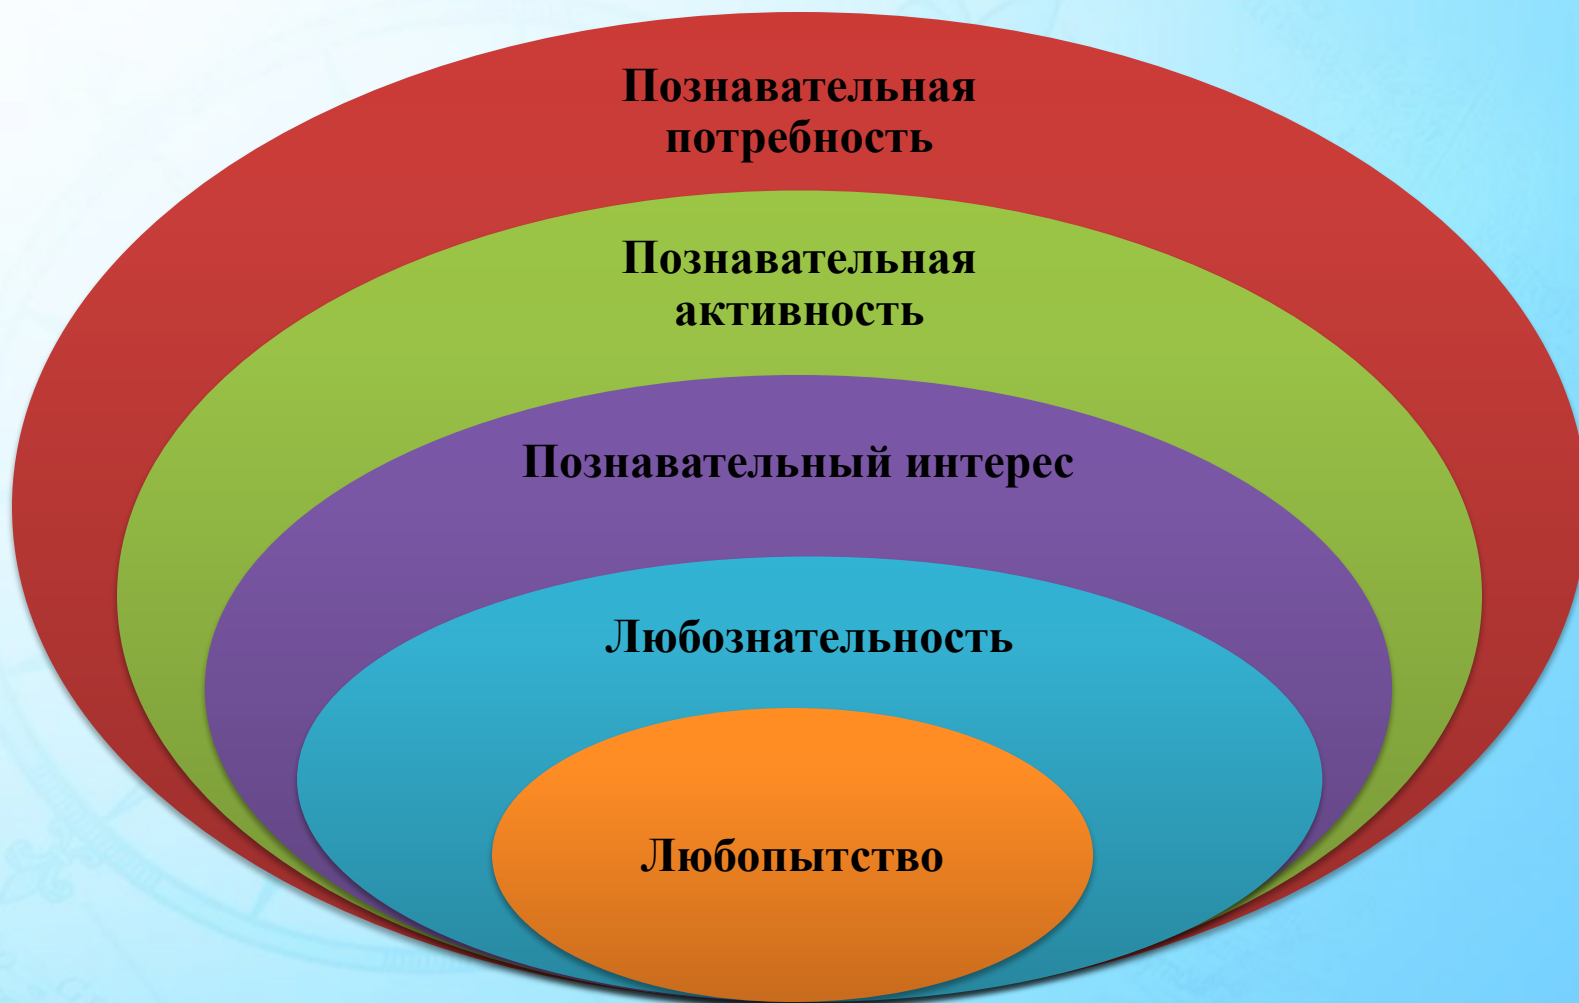 Познавательная
потребность
Познавательная
активность
Познавательный интерес
Любознательность
Любопытство